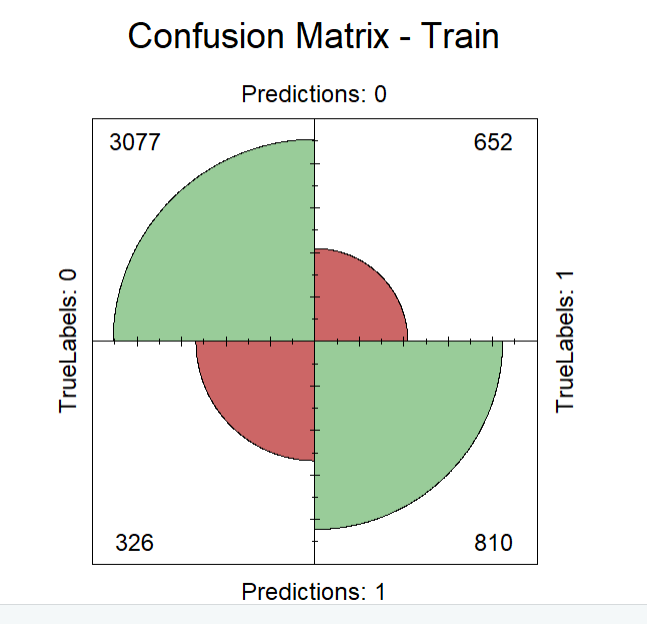 Confusion Matrix - Train
Predictions: 0
3077
652
TrueLabels: 0
TrueLabels: 1
326
810
Predictions: 1